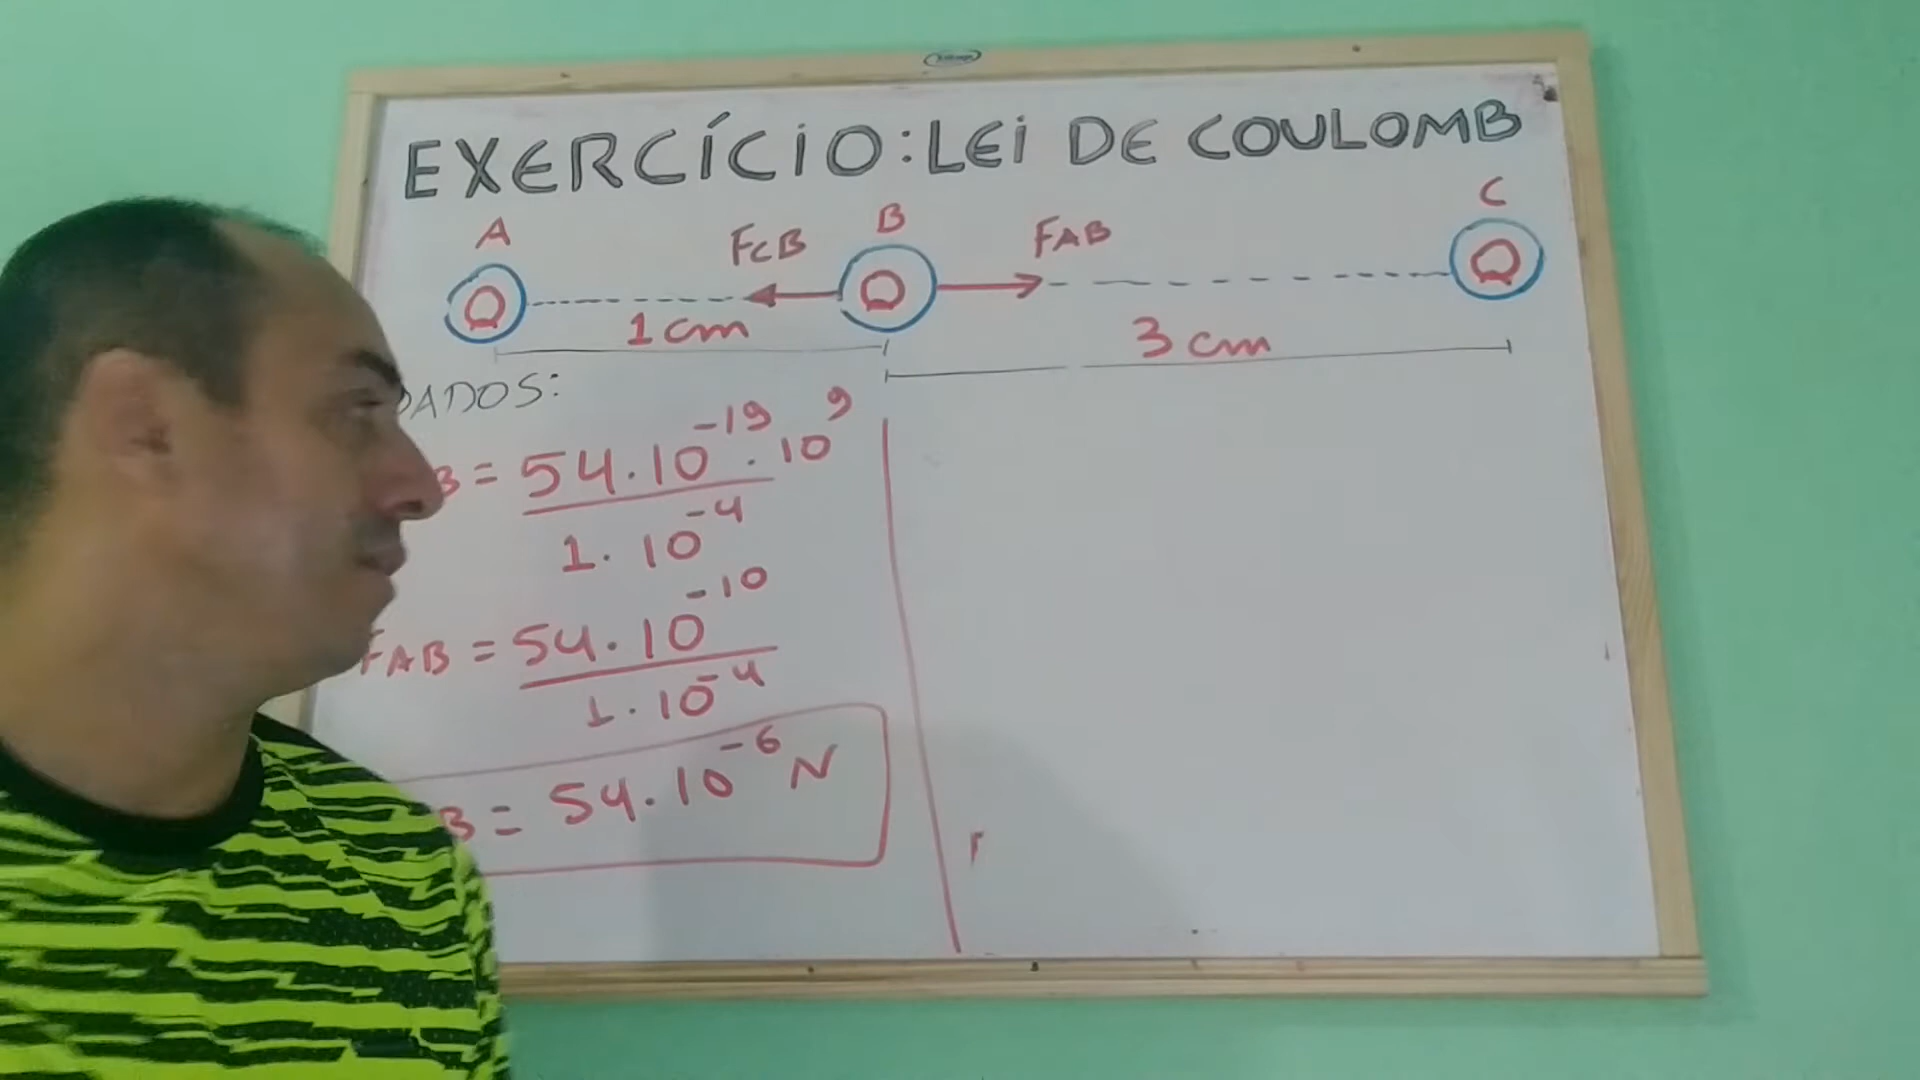 EXERCÍCIO: LEI DE COULOMB
A FCB B FAB C
Q Q Q
1 cm 3 cm
DADOS:
B = 54.10^-19 . 10^9
1. 10^-4
FAB = 54.10^-10
1.10^-4
B = 54.10^-6 N